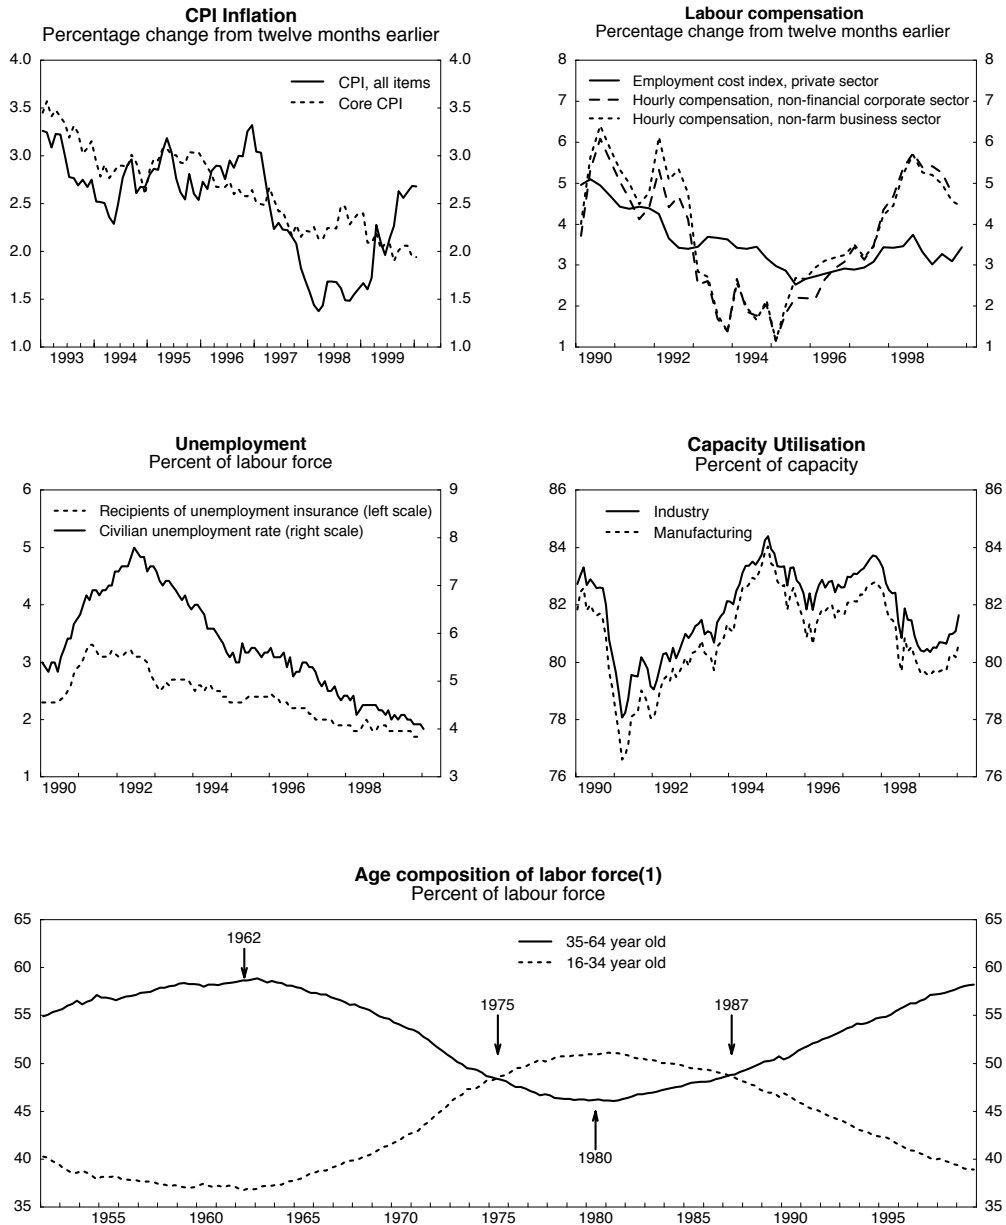 CPI Inflation
Percentage change from twelve months earlier
4.0 4.0
CPI, all items
Core CPI
3.5 3.5
3.0 3.0
2.5 2.5
2.0 2.0
1.5 1.5
1.0 1.0
1993 1994 1995 1996 1997 1998 1999
Labour compensation
Percentage change from twelve months earlier
8 8
Employment cost index, private sector
7 7
Hourly compensation, non-financial corporate sector
Hourly compensation, non-farm business sector
6 6
5 5
4 4
3 3
2 2
1 1
1990 1992 1994 1996 1998
Unemployment
Percent of labour force
6 9
Recipients of unemployment insurance (left scale)
Civilian unemployment rate (right scale)
5 8
7
4
6
3
5
2
4
1 3
1990 1992 1994 1996 1998
Capacity Utilisation
Percent of capacity
86 86
Industry
Manufacturing
84 84
82 82
80 80
78 78
76 76
1990 1992 1994 1996 1998
Age composition of labor force(1)
Percent of labour force
65 65
1962
35-64 year old
16-34 year old
60 60
1975 1987
55 55
50 50
45 45
1980
40 40
35 35
1955 1960 1965 1970 1975 1980 1985 1990 1995